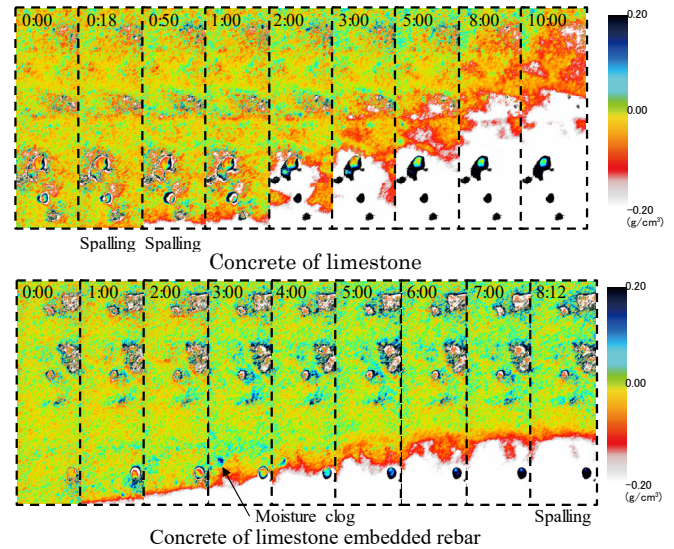 0:00 0:18 0:50 1:00 2:00 3:00 5:00 8:00 10:00
0.20
0.00
−0.20
(g/cm³)
Spalling Spalling
Concrete of limestone
0:00 1:00 2:00 3:00 4:00 5:00 6:00 7:00 8:12
0.20
0.00
−0.20
(g/cm³)
Moisture clog Spalling
Concrete of limestone embedded rebar